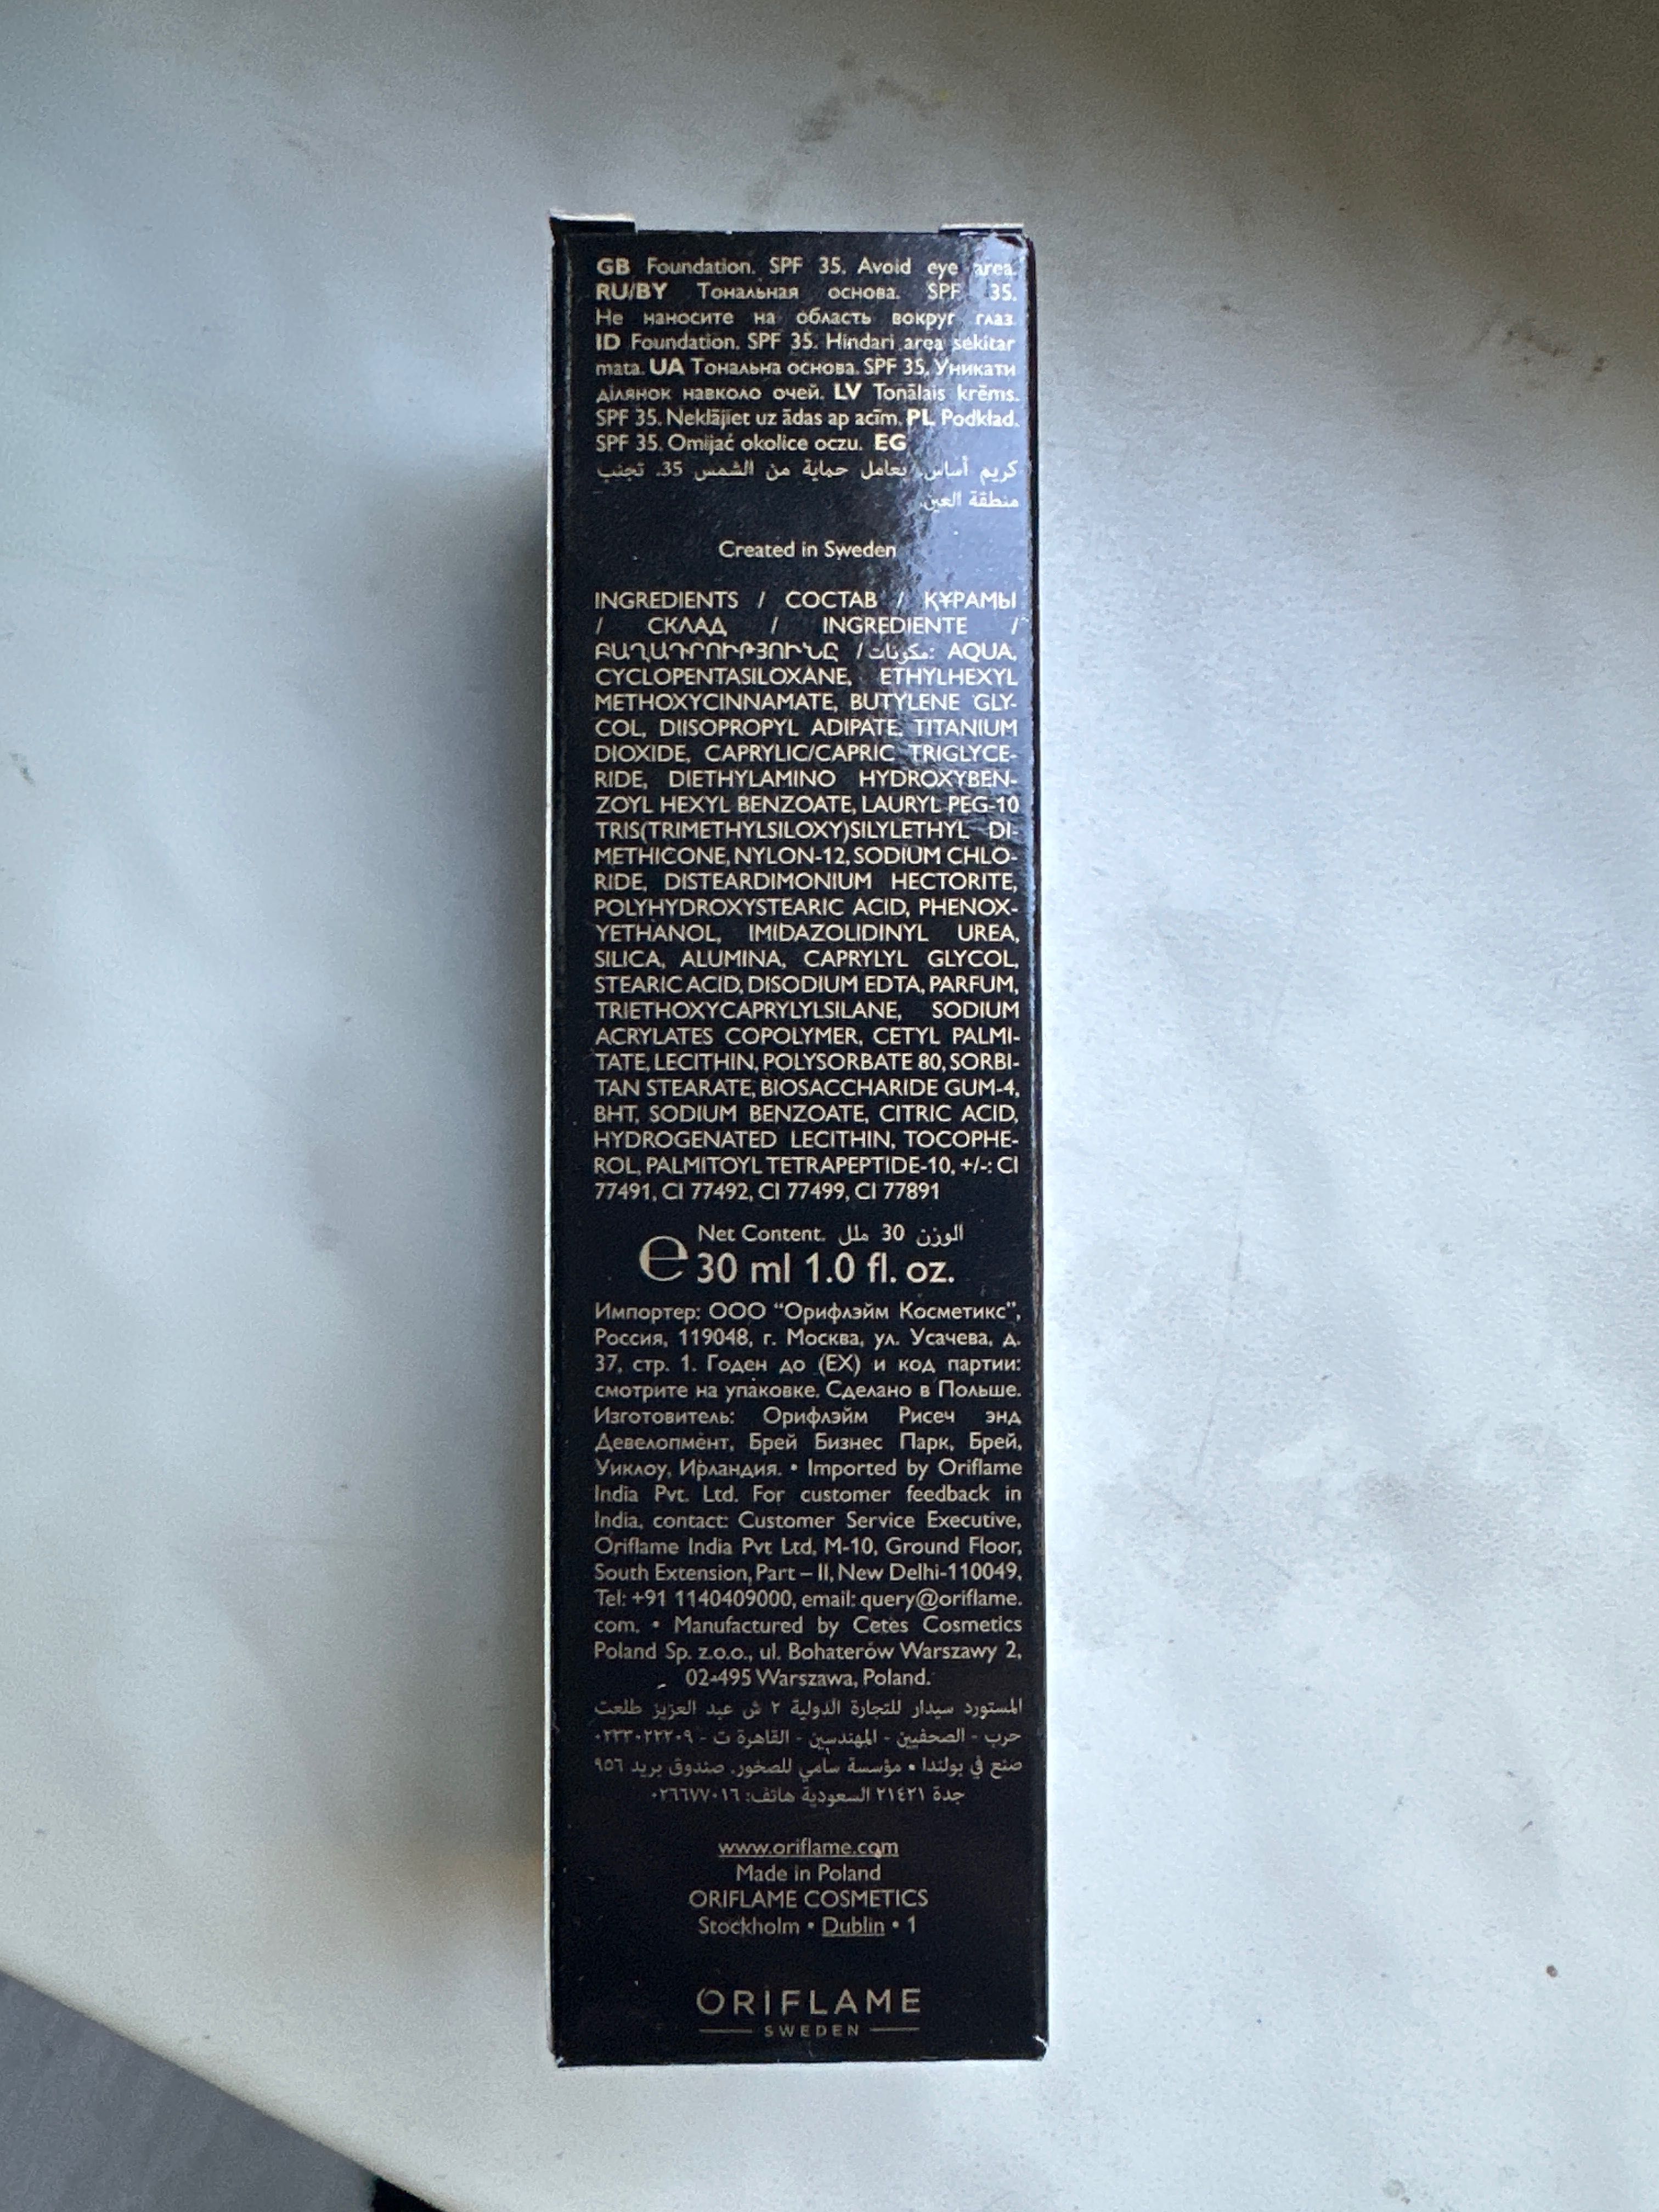 GB Foundation. SPF 35. Avoid eye area.
RU/BY Тональная основа. SPF 35.
Не наносите на область вокруг глаз.
ID Foundation. SPF 35. Hindari area sekitar
mata. UA Тональна основа. SPF 35. Уникати
ділянок навколо очей. LV Tonālais krēms.
SPF 35. Neklājiet uz ādas ap acīm. PL Podkład.
SPF 35. Omijać okolice oczu. EG
كريم أساس. بعامل حماية من الشمس 35. تجنب
منطقة العين.
Created in Sweden
INGREDIENTS / СОСТАВ / ҚҰРАМЫ
/ СКЛАД / INGREDIENTE /
ԲԱՂԱԴՐՈՒԹՅՈՒՆԸ / مكونات: AQUA,
CYCLOPENTASILOXANE, ETHYLHEXYL
METHOXYCINNAMATE, BUTYLENE GLY-
COL, DIISOPROPYL ADIPATE, TITANIUM
DIOXIDE, CAPRYLIC/CAPRIC TRIGLYCE-
RIDE, DIETHYLAMINO HYDROXYBEN-
ZOYL HEXYL BENZOATE, LAURYL PEG-10
TRIS(TRIMETHYLSILOXY)SILYLETHYL DI-
METHICONE, NYLON-12, SODIUM CHLO-
RIDE, DISTEARDIMONIUM HECTORITE,
POLYHYDROXYSTEARIC ACID, PHENOX-
YETHANOL, IMIDAZOLIDINYL UREA,
SILICA, ALUMINA, CAPRYLYL GLYCOL,
STEARIC ACID, DISODIUM EDTA, PARFUM,
TRIETHOXYCAPRYLYLSILANE, SODIUM
ACRYLATES COPOLYMER, CETYL PALMI-
TATE, LECITHIN, POLYSORBATE 80, SORBI-
TAN STEARATE, BIOSACCHARIDE GUM-4,
BHT, SODIUM BENZOATE, CITRIC ACID,
HYDROGENATED LECITHIN, TOCOPHE-
ROL, PALMITOYL TETRAPEPTIDE-10, +/-: CI
77491, CI 77492, CI 77499, CI 77891
Net Content. الوزن 30 ملل
e 30 ml 1.0 fl. oz.
Импортер: ООО "Орифлэйм Косметикс",
Россия, 119048, г. Москва, ул. Усачева, д.
37, стр. 1. Годен до (EX) и код партии:
смотрите на упаковке. Сделано в Польше.
Изготовитель: Орифлэйм Рисеч энд
Девелопмент, Брей Бизнес Парк, Брей,
Уиклоу, Ирландия. • Imported by Oriflame
India Pvt. Ltd. For customer feedback in
India, contact: Customer Service Executive,
Oriflame India Pvt Ltd, M-10, Ground Floor,
South Extension, Part – II, New Delhi-110049,
Tel: +91 1140409000, email: query@oriflame.
com. • Manufactured by Cetes Cosmetics
Poland Sp. z.o.o., ul. Bohaterów Warszawy 2,
02-495 Warszawa, Poland.
المستورد سيدار للتجارة الدولية ٢ ش عبد العزيز طلعت
حرب - الصحفيين - المهندسين - القاهرة ت - ٠٢٣٣٠٢٢٢٠٩
صنع في بولندا • مؤسسة سامي للصخور. صندوق بريد ٩٥٦
جدة ٢١٤٢١ السعودية هاتف: ٠٢٦٦٧٧٠١٦
www.oriflame.com
Made in Poland
ORIFLAME COSMETICS
Stockholm • Dublin • 1
ORIFLAME
SWEDEN